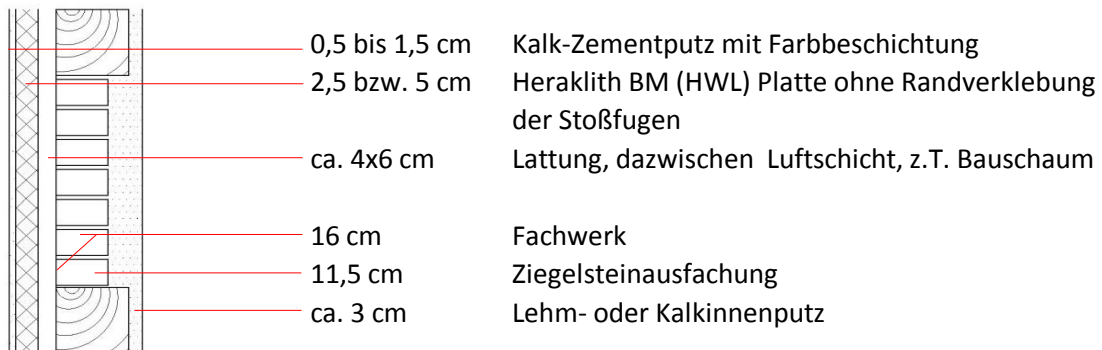 0,5 bis 1,5 cm Kalk-Zementputz mit Farbbeschichtung
2,5 bzw. 5 cm Heraklith BM (HWL) Platte ohne Randverklebung
der Stoßfugen
ca. 4x6 cm Lattung, dazwischen Luftschicht, z.T. Bauschaum
16 cm Fachwerk
11,5 cm Ziegelsteinausfachung
ca. 3 cm Lehm- oder Kalkinnenputz